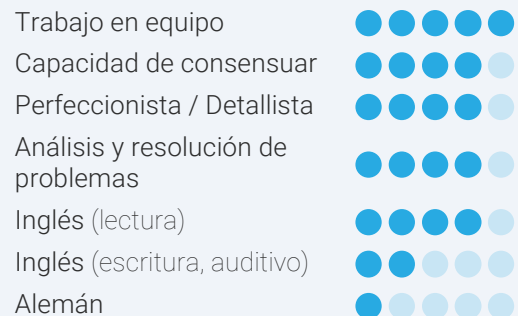 Trabajo en equipo
Capacidad de consensuar
Perfeccionista / Detallista
Análisis y resolución de
problemas
Inglés (lectura)
Inglés (escritura, auditivo)
Alemán